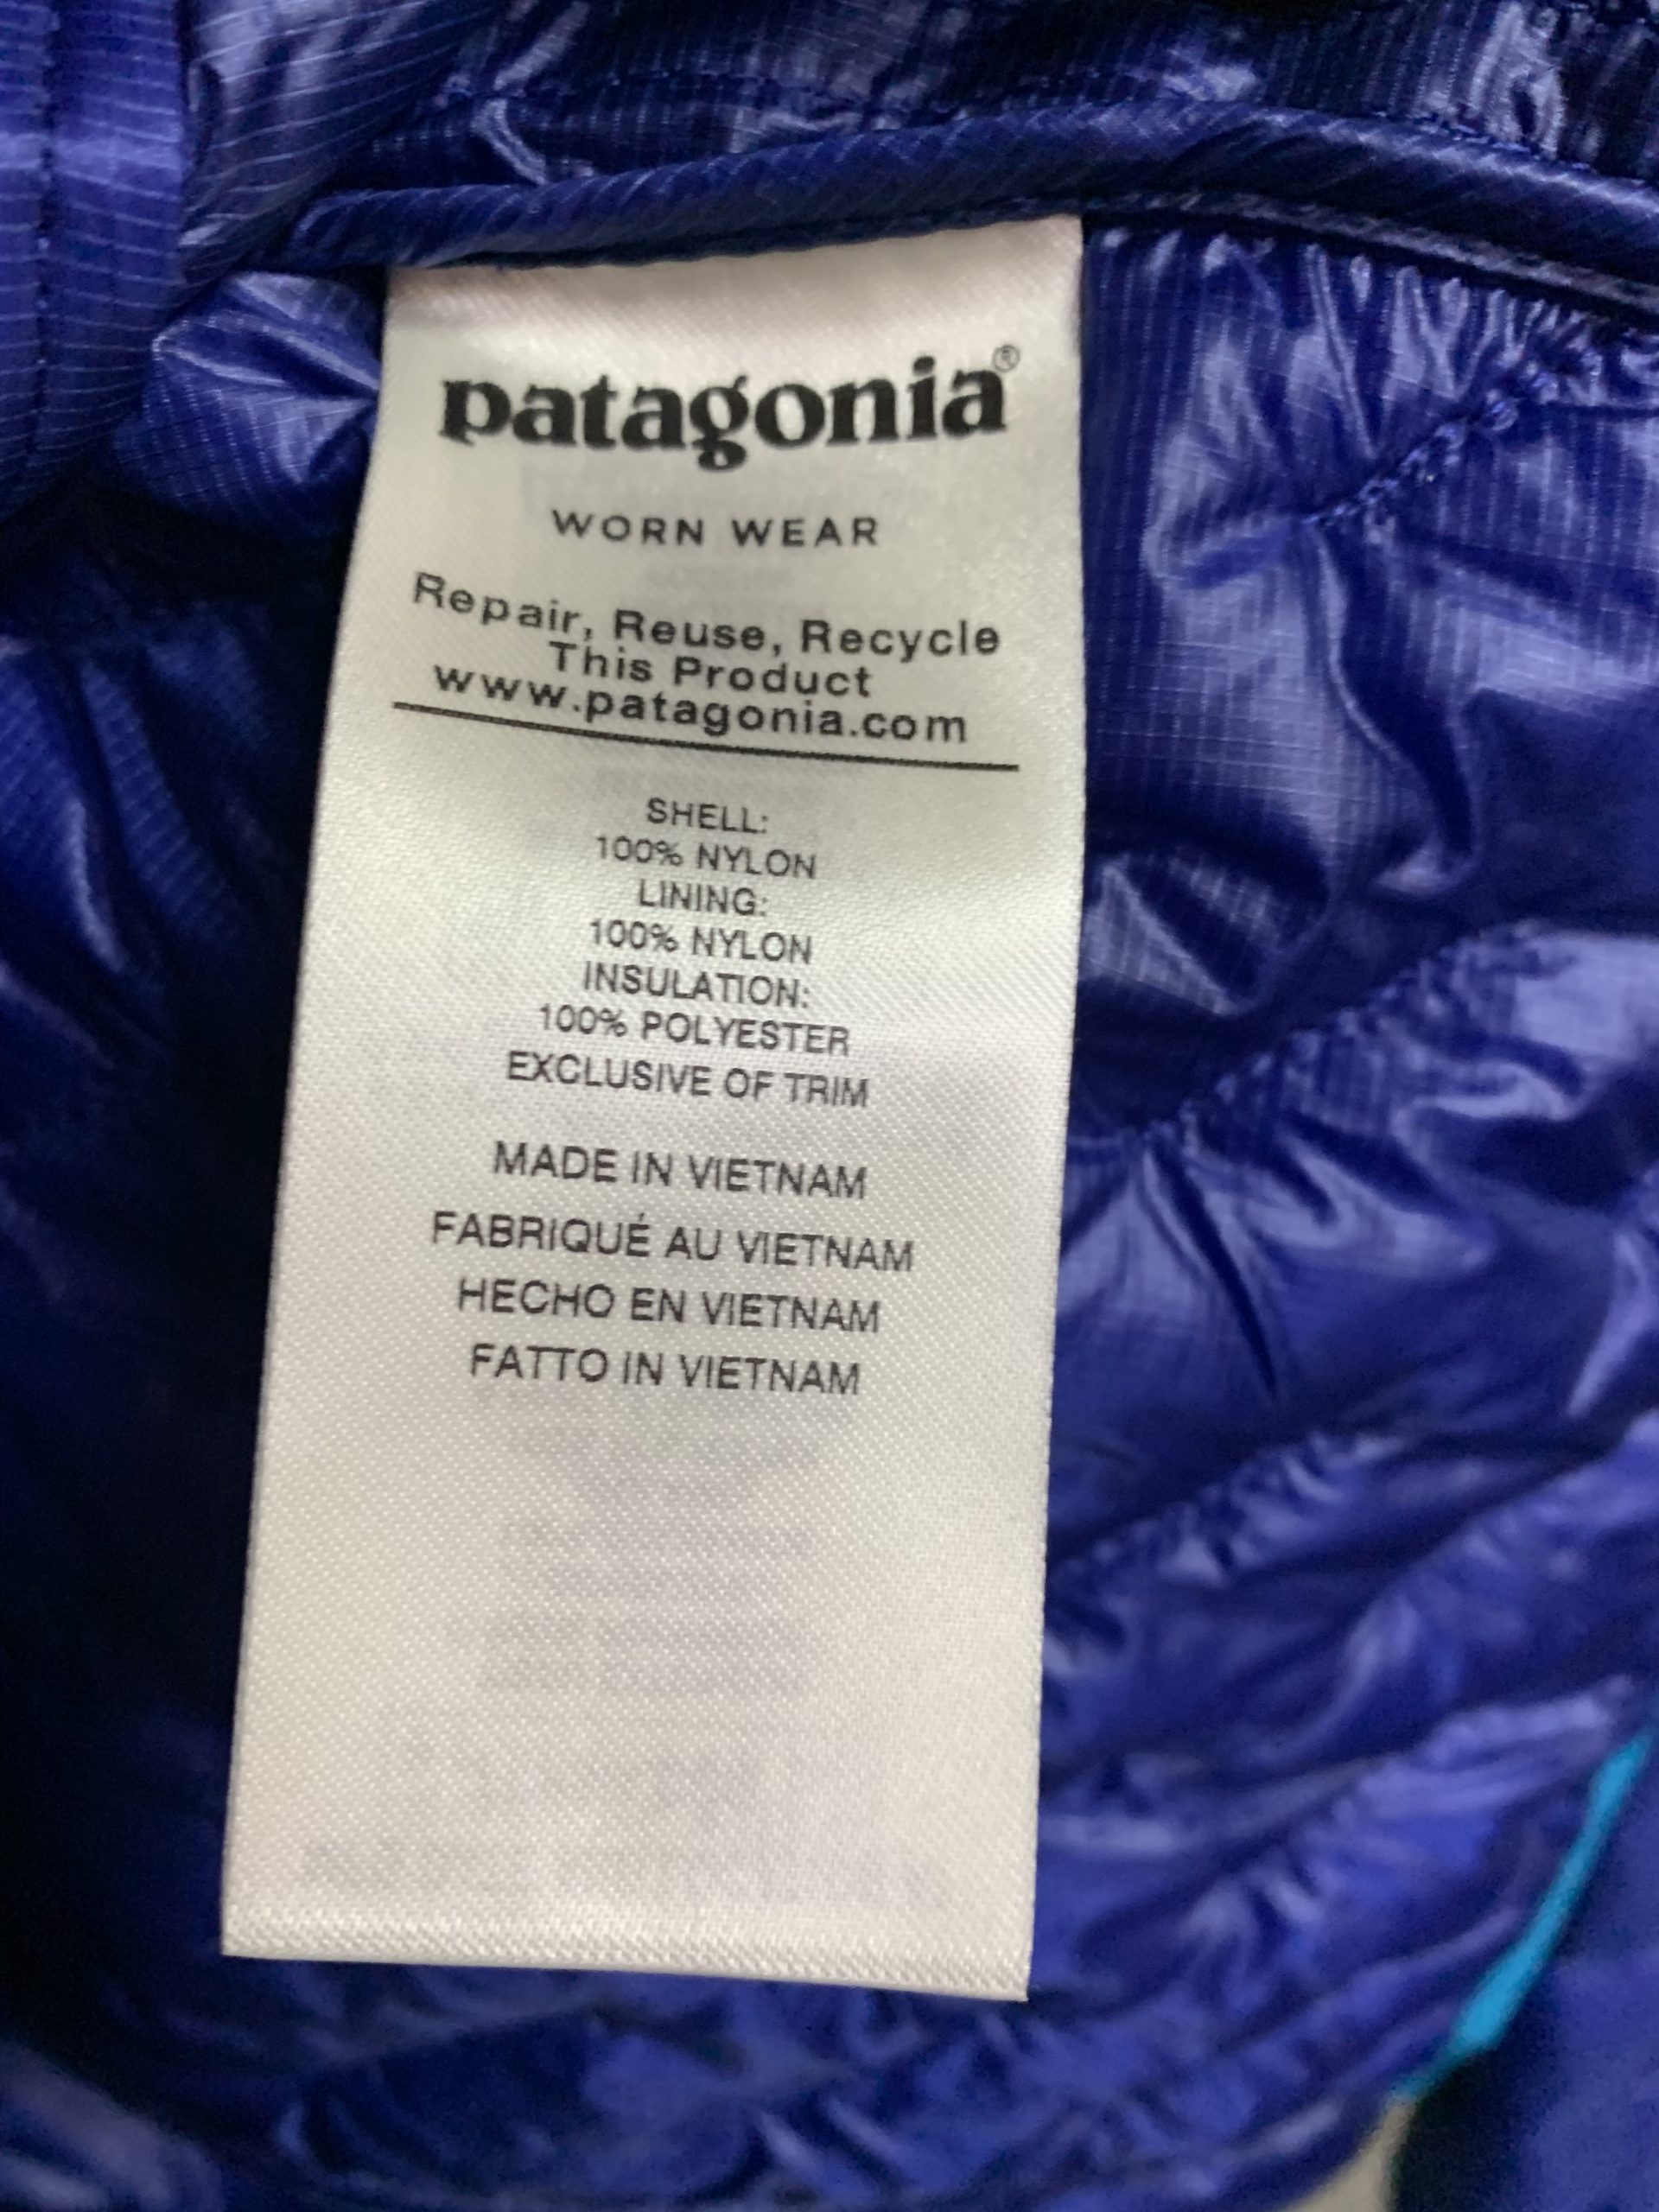 patagonia®
WORN WEAR
Repair, Reuse, Recycle
This Product
www.patagonia.com
SHELL:
100% NYLON
LINING:
100% NYLON
INSULATION:
100% POLYESTER
EXCLUSIVE OF TRIM
MADE IN VIETNAM
FABRIQUÉ AU VIETNAM
HECHO EN VIETNAM
FATTO IN VIETNAM